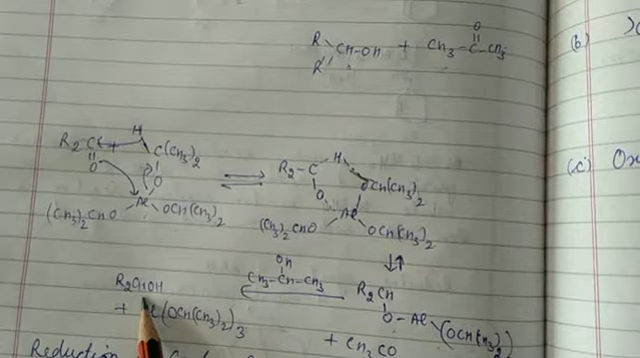 R
CH-OH + CH3-C-CH3
O
R'
(b)
H
R2C
C(CH3)2
O
O
(CH3)2CHO
Al
OCH(CH3)2
(c)
R2-C
H
OCH(CH3)2
O
Al
(CH3)2CHO
OCH(CH3)2
OH
CH3-CH-CH3
R2CHOH
+ (OCH(CH3)2)3
R2CH
O-Al
(OCH(CH3)2)
+ CH3CO
Reduction